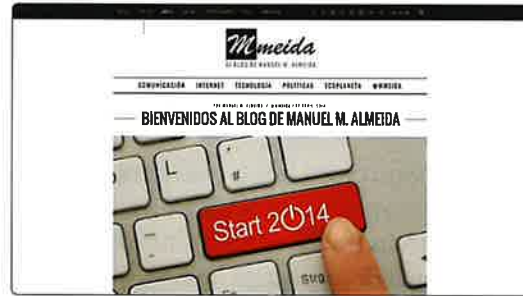 Mmeida
EL BLOG DE MANUEL M. ALMEIDA
COMUNICACIÓN INTERNET TECNOLOGÍA POLÍTICAS ECOPLANETA @MMEIDA
BIENVENIDOS AL BLOG DE MANUEL M. ALMEIDA
L
#
Start 2014